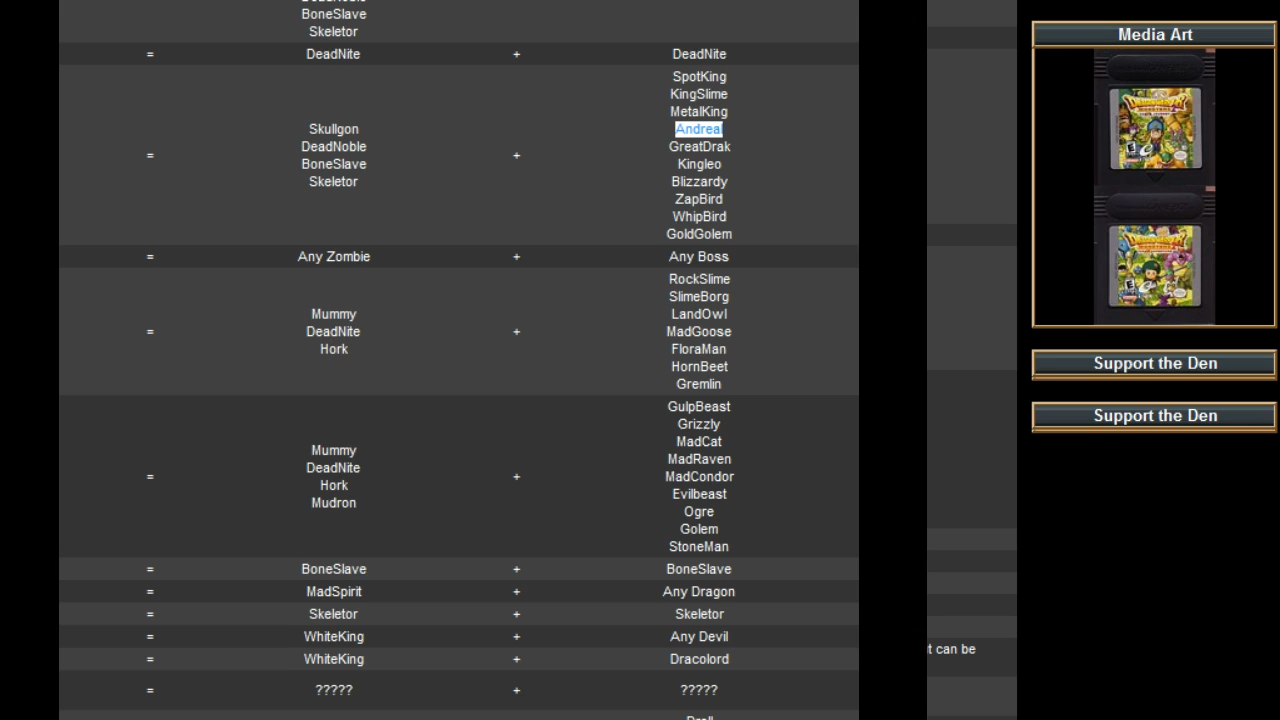 BoneSlave
Skeletor
= DeadNite + DeadNite
SpotKing
KingSlime
MetalKing
= Skullgon + Andreal
DeadNoble GreatDrak
BoneSlave Kingleo
Skeletor Blizzardy
ZapBird
WhipBird
GoldGolem
= Any Zombie + Any Boss
RockSlime
SlimeBorg
Mummy LandOwl
= DeadNite + MadGoose
Hork FloraMan
HornBeet
Gremlin
GulpBeast
Grizzly
MadCat
Mummy MadRaven
= DeadNite + MadCondor
Hork Evilbeast
Mudron Ogre
Golem
StoneMan
= BoneSlave + BoneSlave
= MadSpirit + Any Dragon
= Skeletor + Skeletor
= WhiteKing + Any Devil
= WhiteKing + Dracolord
= ????? + ?????
t can be
Media Art
Support the Den
Support the Den